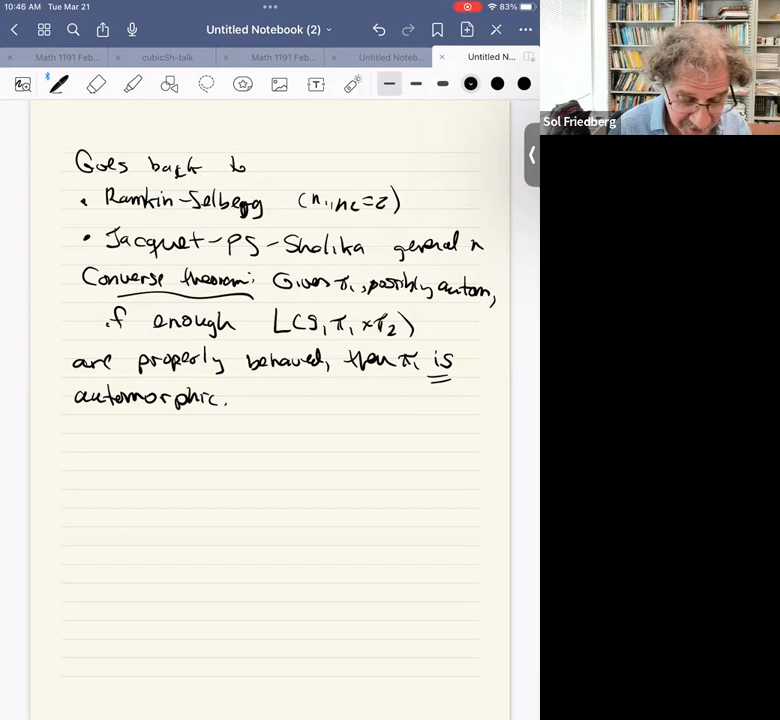 10:46 AM Tue Mar 21
83%
Untitled Notebook (2)
Math 1191 Feb...
cubicSh-talk
Math 1191 Feb...
Untitled Noteb...
Untitled N...
Sol Friedberg
Goes back to
• Rankin-Selberg (n₁,n₂=2)
• Jacquet-PS-Shalika general n
Converse theorem: Given π₁, possibly autom,
if enough L(s, π₁ × π₂)
are properly behaved, then π₁ is
automorphic.